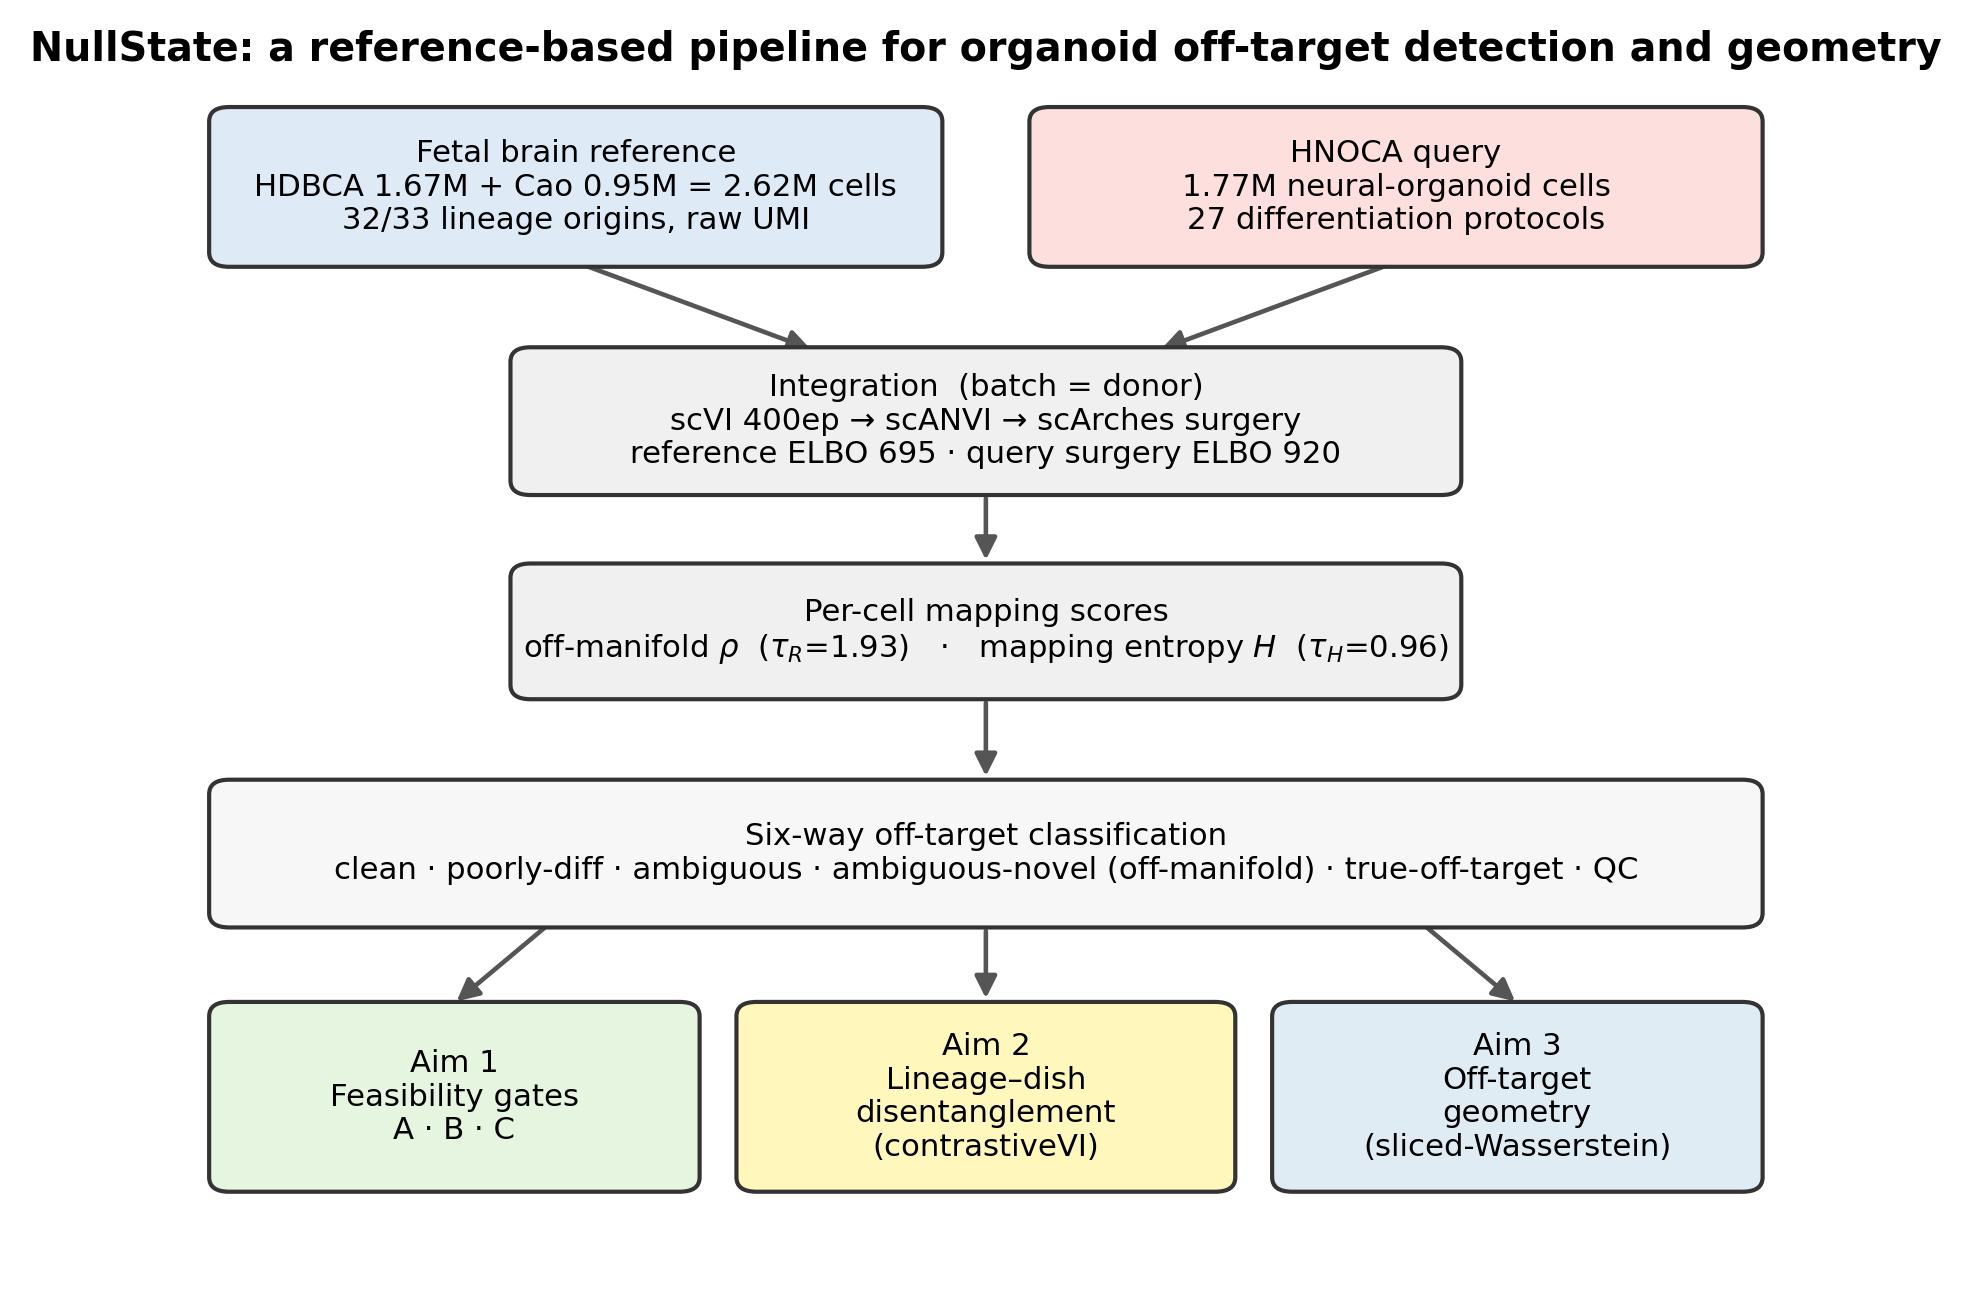 NullState: a reference-based pipeline for organoid off-target detection and geometry
Fetal brain reference
HDBCA 1.67M + Cao 0.95M = 2.62M cells
32/33 lineage origins, raw UMI
HNOCA query
1.77M neural-organoid cells
27 differentiation protocols
Integration  (batch = donor)
scVI 400ep → scANVI → scArches surgery
reference ELBO 695 · query surgery ELBO 920
Per-cell mapping scores
off-manifold ρ  (τ_R=1.93)   ·   mapping entropy H  (τ_H=0.96)
Six-way off-target classification
clean · poorly-diff · ambiguous · ambiguous-novel (off-manifold) · true-off-target · QC
Aim 1
Feasibility gates
A · B · C
Aim 2
Lineage–dish
disentanglement
(contrastiveVI)
Aim 3
Off-target
geometry
(sliced-Wasserstein)